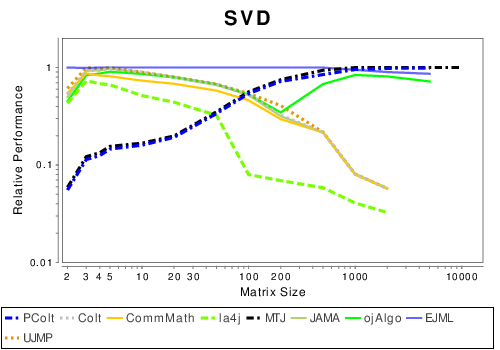 SVD
Relative Performance
1
0.1
0.01
2 3 4 5 10 20 30 100 200 1000 10000
Matrix Size
PColt Colt CommMath la4j MTJ JAMA ojAlgo EJML
UJMP